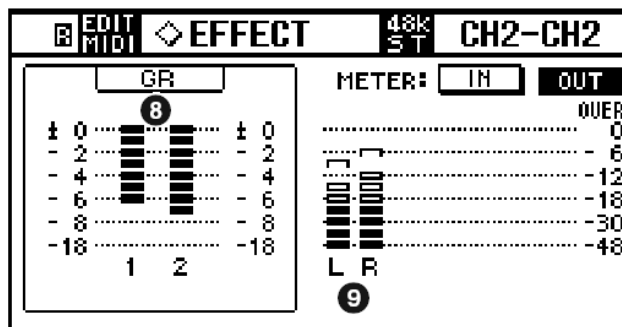 R EDIT MIDI ◇EFFECT 48K ST CH2-CH2
GR METER: IN OUT
8 OVER
± 0 ± 0 0
- 2 - 2 - 6
- 4 - 4 -12
- 6 - 6 -18
- 8 - 8 -30
-18 -18 -48
1 2 L R
9